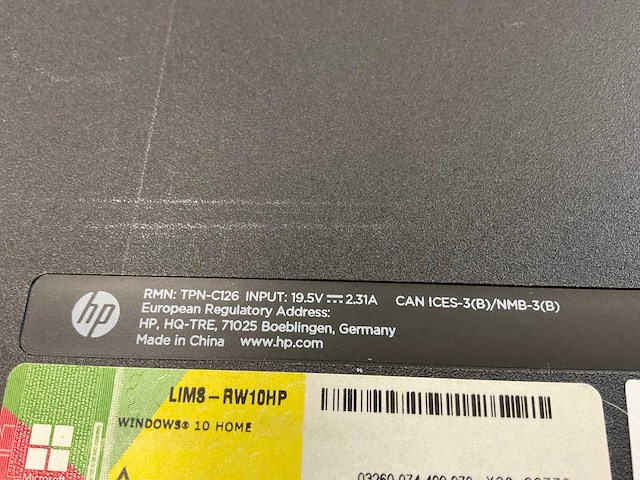 hp
RMN: TPN-C126 INPUT: 19.5V⎓2.31A CAN ICES-3(B)/NMB-3(B)
European Regulatory Address:
HP, HQ-TRE, 71025 Boeblingen, Germany
Made in China www.hp.com
LIMS-RW10HP
WINDOWS® 10 HOME
Microsoft